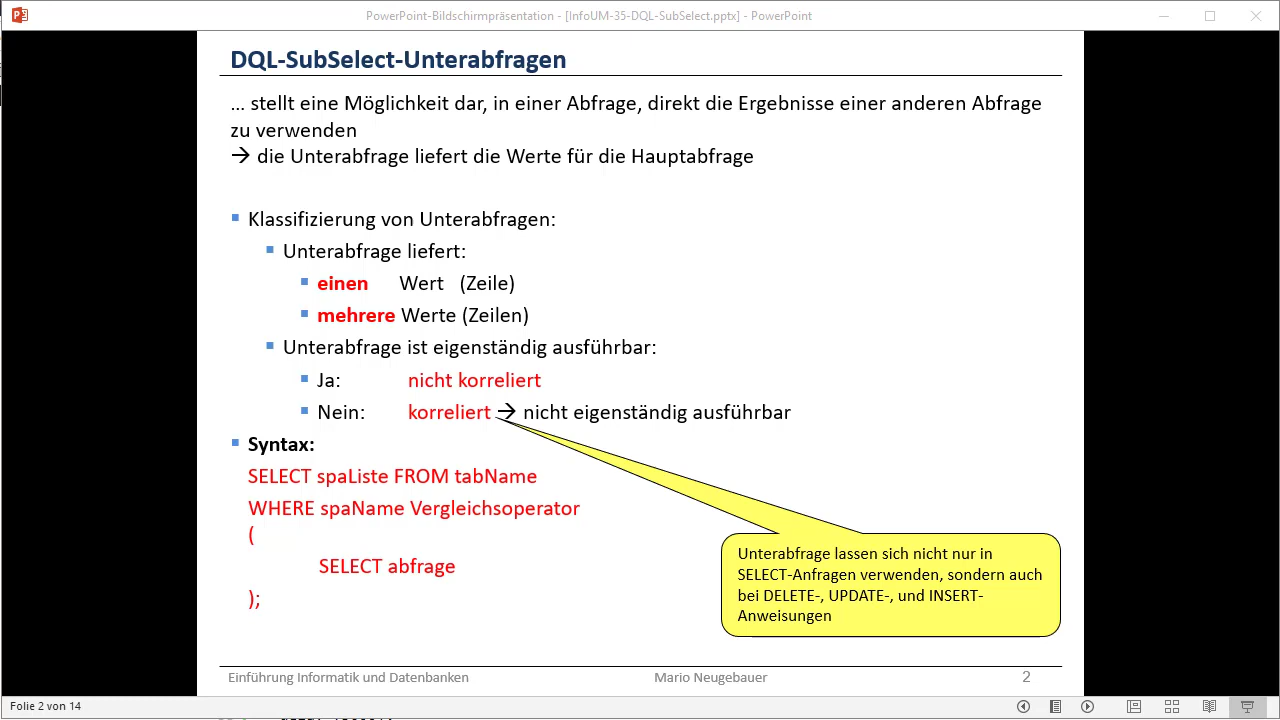 PowerPoint-Bildschirmpräsentation - [InfoUM-35-DQL-SubSelect.pptx] - PowerPoint
DQL-SubSelect-Unterabfragen
... stellt eine Möglichkeit dar, in einer Abfrage, direkt die Ergebnisse einer anderen Abfrage
zu verwenden
→ die Unterabfrage liefert die Werte für die Hauptabfrage
Klassifizierung von Unterabfragen:
Unterabfrage liefert:
einen Wert (Zeile)
mehrere Werte (Zeilen)
Unterabfrage ist eigenständig ausführbar:
Ja: nicht korreliert
Nein: korreliert → nicht eigenständig ausführbar
Syntax:
SELECT spaListe FROM tabName
WHERE spaName Vergleichsoperator
(
SELECT abfrage
);
Unterabfrage lassen sich nicht nur in
SELECT-Anfragen verwenden, sondern auch
bei DELETE-, UPDATE-, und INSERT-
Anweisungen
Einführung Informatik und Datenbanken Mario Neugebauer 2
Folie 2 von 14